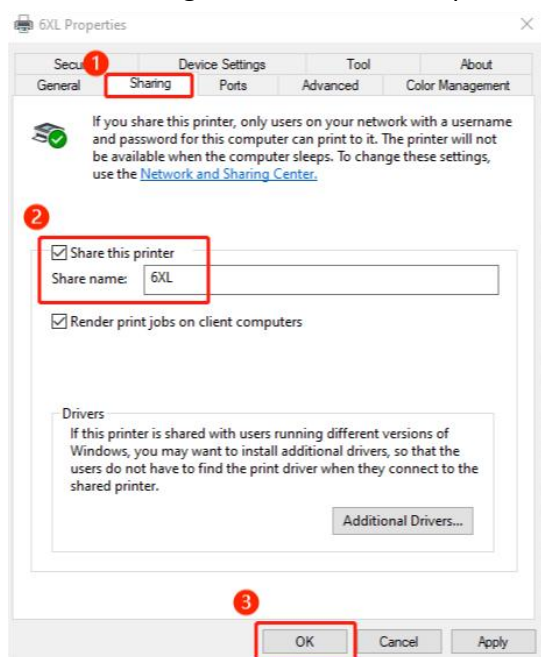 6XL Properties
1
Device Settings
Tool
About
General
Sharing
Ports
Advanced
Color Management
If you share this printer, only users on your network with a username
and password for this computer can print to it. The printer will not
be available when the computer sleeps. To change these settings,
use the Network and Sharing Center.
2
Share this printer
Share name: 6XL
Render print jobs on client computers
Drivers
If this printer is shared with users running different versions of
Windows, you may want to install additional drivers, so that the
users do not have to find the print driver when they connect to the
shared printer.
Additional Drivers...
3
OK
Cancel
Apply